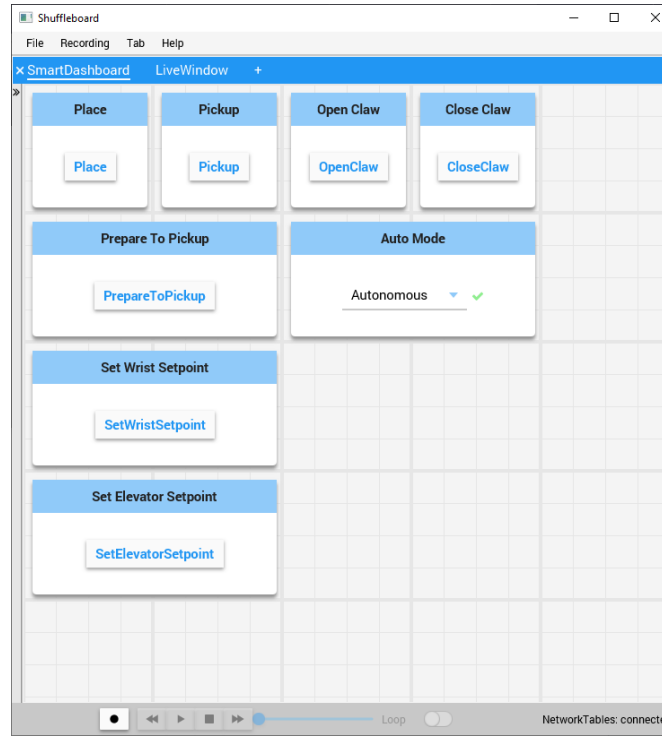 Shuffleboard
File Recording Tab Help
SmartDashboard LiveWindow +
Place Pickup Open Claw Close Claw
Place Pickup OpenClaw CloseClaw
Prepare To Pickup Auto Mode
PrepareToPickup Autonomous
Set Wrist Setpoint
SetWristSetpoint
Set Elevator Setpoint
SetElevatorSetpoint
Loop NetworkTables: connecte